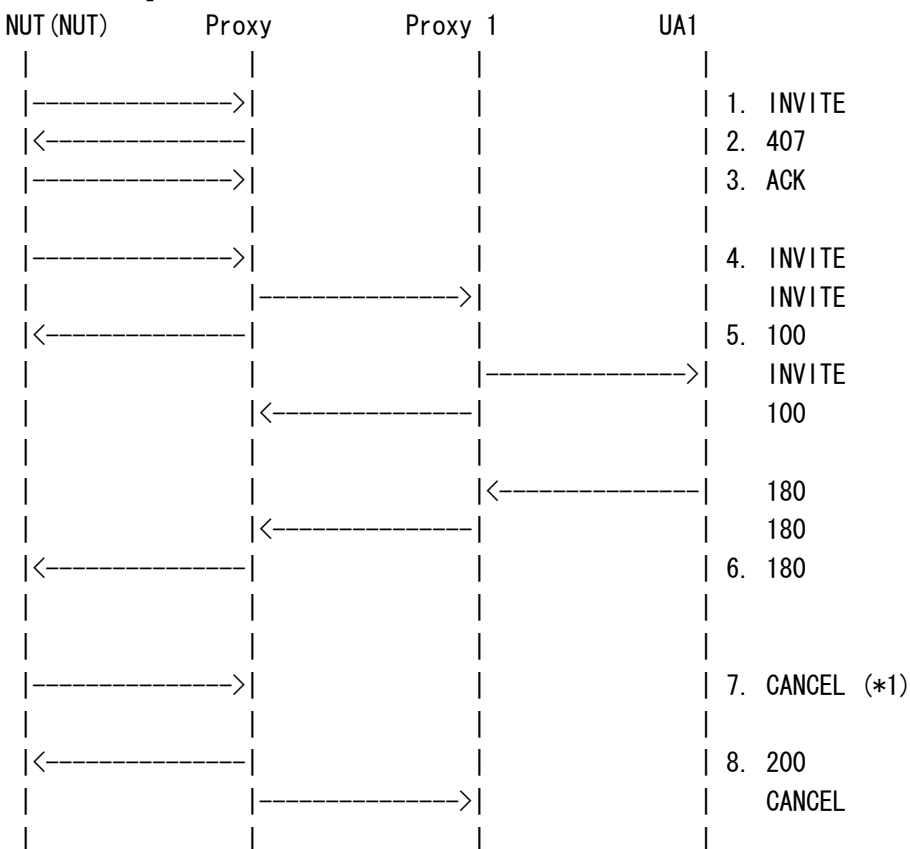 NUT(NUT) Proxy Proxy 1 UA1
| | | |
|--------------->| | | 1. INVITE
|<---------------| | | 2. 407
|--------------->| | | 3. ACK
| | | |
|--------------->| | | 4. INVITE
| |--------------->| | INVITE
|<---------------| | | 5. 100
| | |--------------->| INVITE
| |<---------------| | 100
| | | |
| | |<---------------| 180
| |<---------------| | 180
|<---------------| | | 6. 180
| | | |
| | | |
|--------------->| | | 7. CANCEL (*1)
| | | |
|<---------------| | | 8. 200
| |--------------->| | CANCEL
| | | |